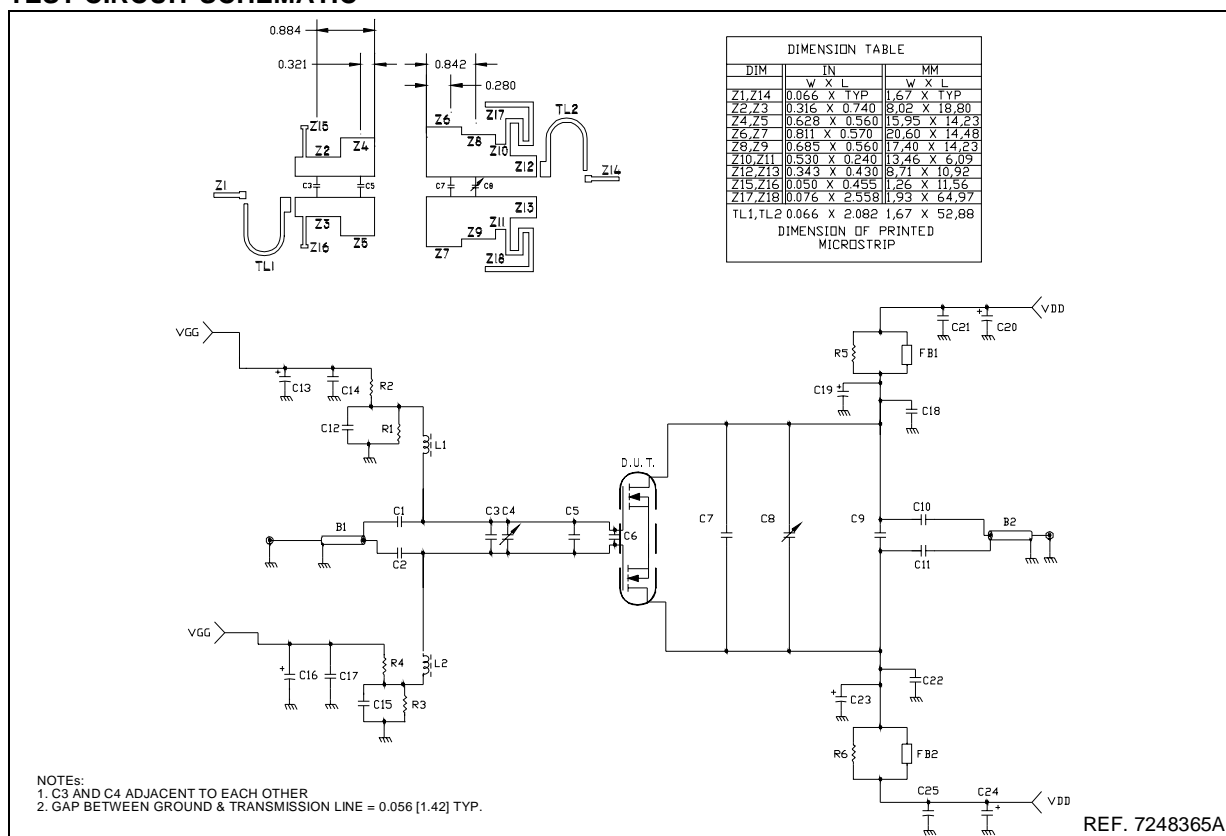 TEST CIRCUIT SCHEMATIC
0.884
0.321
0.842
0.280
Z15
Z2
Z4
Z1
C3
C5
Z3
Z5
Z16
TL1
Z6
Z8
Z17
Z10
TL2
Z12
Z14
C7
C8
Z13
Z11
Z7
Z9
Z18
DIMENSION TABLE
DIM IN MM
W X L W X L
Z1,Z14 0.066 X TYP 1,67 X TYP
Z2,Z3 0.316 X 0.740 8,02 X 18,80
Z4,Z5 0.628 X 0.560 15,95 X 14,23
Z6,Z7 0.811 X 0.570 20,60 X 14,48
Z8,Z9 0.685 X 0.560 17,40 X 14,23
Z10,Z11 0.530 X 0.240 13,46 X 6,09
Z12,Z13 0.343 X 0.430 8,71 X 10,92
Z15,Z16 0.050 X 0.455 1,26 X 11,56
Z17,Z18 0.076 X 2.558 1,93 X 64,97
TL1,TL2 0.066 X 2.082 1,67 X 52,88
DIMENSION OF PRINTED
MICROSTRIP
VGG
C13
C14
R2
C12
R1
L1
B1
C1
C2
C3 C4
C5
C6
D.U.T.
C7
C8
C9
C10
C11
B2
R5
FB1
C19
C18
C21
C20
VDD
VGG
C16
C17
R4
C15
R3
L2
C22
C23
R6
FB2
C25
C24
VDD
NOTEs:
1. C3 AND C4 ADJACENT TO EACH OTHER
2. GAP BETWEEN GROUND & TRANSMISSION LINE = 0.056 [1.42] TYP.
REF. 7248365A